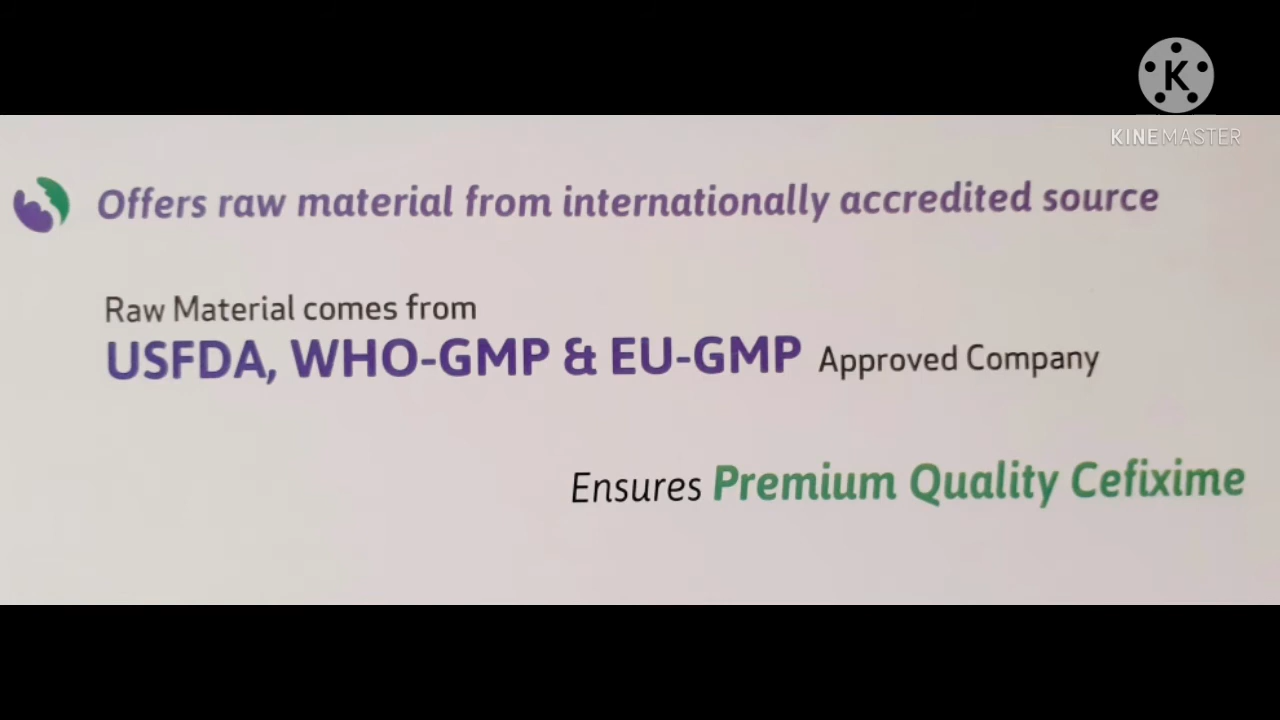 K
KINEMASTER
Offers raw material from internationally accredited source
Raw Material comes from
USFDA, WHO-GMP & EU-GMP Approved Company
Ensures Premium Quality Cefixime